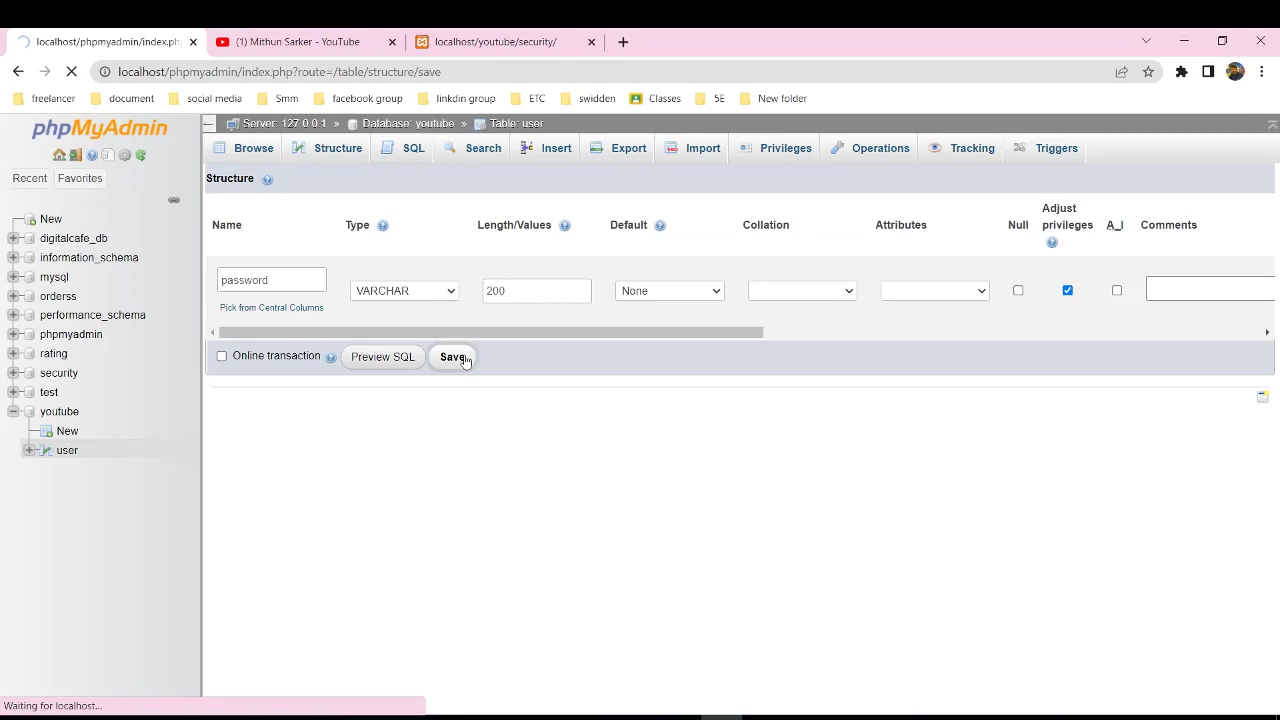 localhost/phpmyadmin/index.ph
(1) Mithun Sarker - YouTube
localhost/youtube/security/
localhost/phpmyadmin/index.php?route=/table/structure/save
freelancer
document
social media
Smm
facebook group
linkdin group
ETC
swidden
Classes
5E
New folder
phpMyAdmin
Server: 127.0.0.1 » Database: youtube » Table: user
Browse
Structure
SQL
Search
Insert
Export
Import
Privileges
Operations
Tracking
Triggers
Recent
Favorites
Structure
New
digitalcafe_db
information_schema
mysql
orderss
performance_schema
phpmyadmin
rating
security
test
youtube
New
user
Name
Type
Length/Values
Default
Collation
Attributes
Null
Adjust
privileges
A_I
Comments
password
Pick from Central Columns
VARCHAR
200
None
Online transaction
Preview SQL
Save
Waiting for localhost...